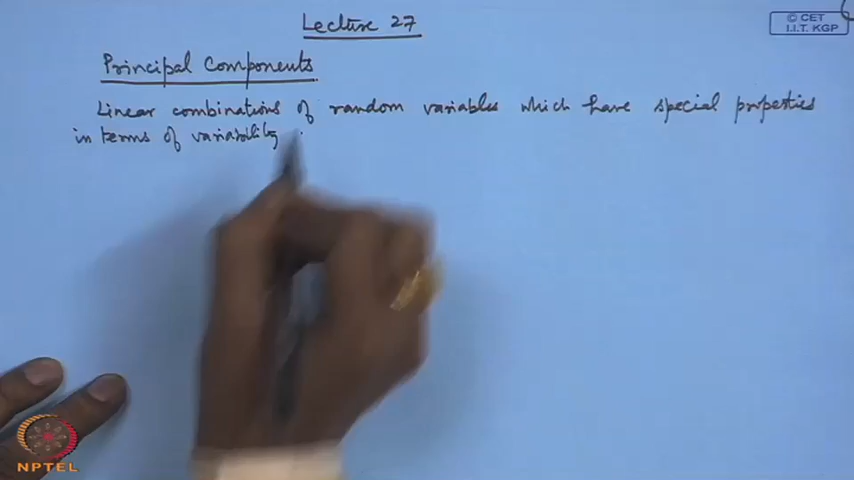 Lecture 27
© CET
I.I.T. KGP
Principal Components
Linear combinations of random variables which have special properties
in terms of variability.
NPTEL